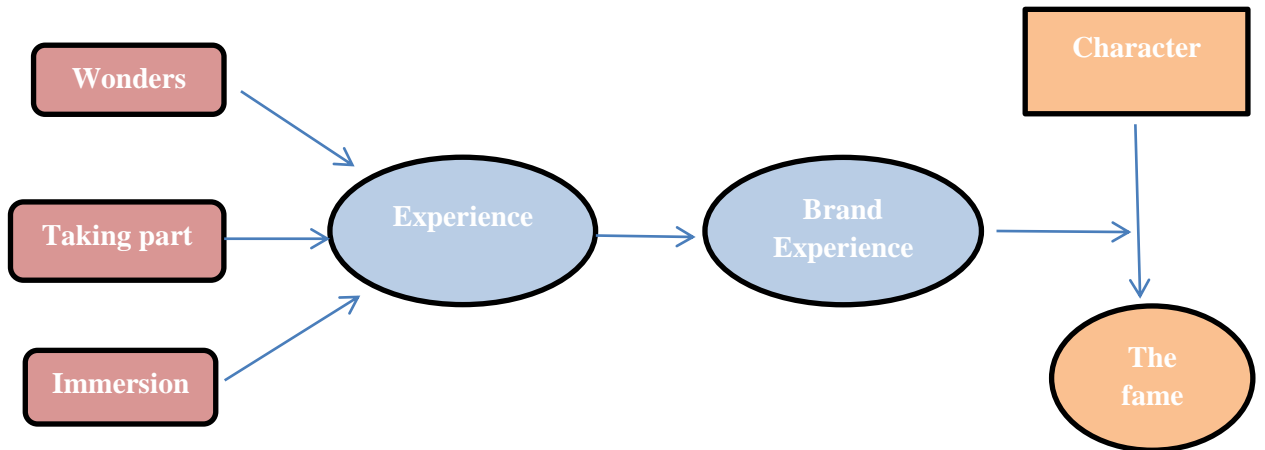 Wonders
Taking part
Immersion
Experience
Brand
Experience
Character
The
fame